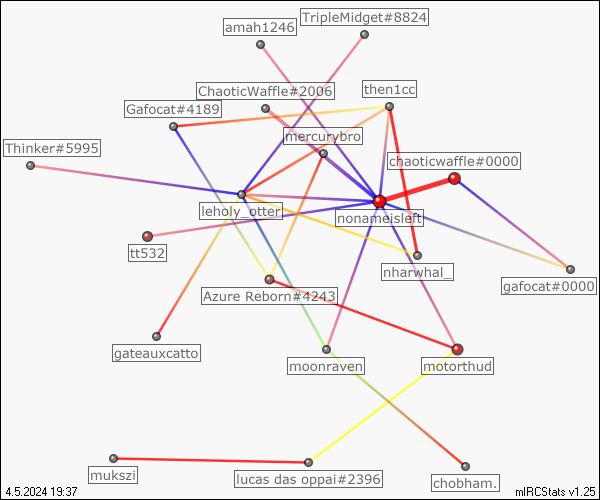 TripleMidget#8824
amah1246
ChaoticWaffle#2006
then1cc
Gafocat#4189
mercurybro
Thinker#5995
chaoticwaffle#0000
leholy_otter
nonameisleft
tt532
nharwhal_
gafocat#0000
Azure Reborn#4243
gateauxcatto
moonraven
motorthud
mukszi
lucas das oppai#2396
chobham.
4.5.2024 19:37
mIRCStats v1.25